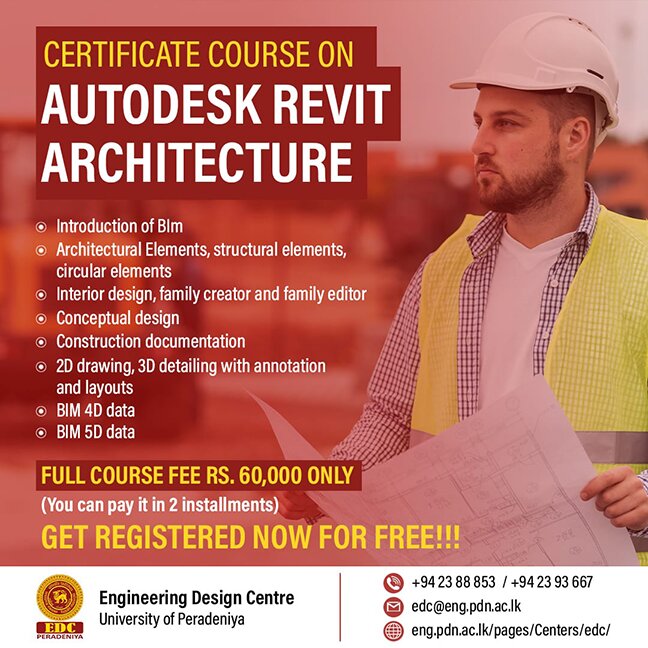 CERTIFICATE COURSE ON
AUTODESK REVIT
ARCHITECTURE
Introduction of BIm
Architectural Elements, structural elements,
circular elements
Interior design, family creator and family editor
Conceptual design
Construction documentation
2D drawing, 3D detailing with annotation
and layouts
BIM 4D data
BIM 5D data
FULL COURSE FEE RS. 60,000 ONLY
(You can pay it in 2 installments)
GET REGISTERED NOW FOR FREE!!!
EDC
PERADENIYA
Engineering Design Centre
University of Peradeniya
+94 23 88 853 / +94 23 93 667
edc@eng.pdn.ac.lk
eng.pdn.ac.lk/pages/Centers/edc/